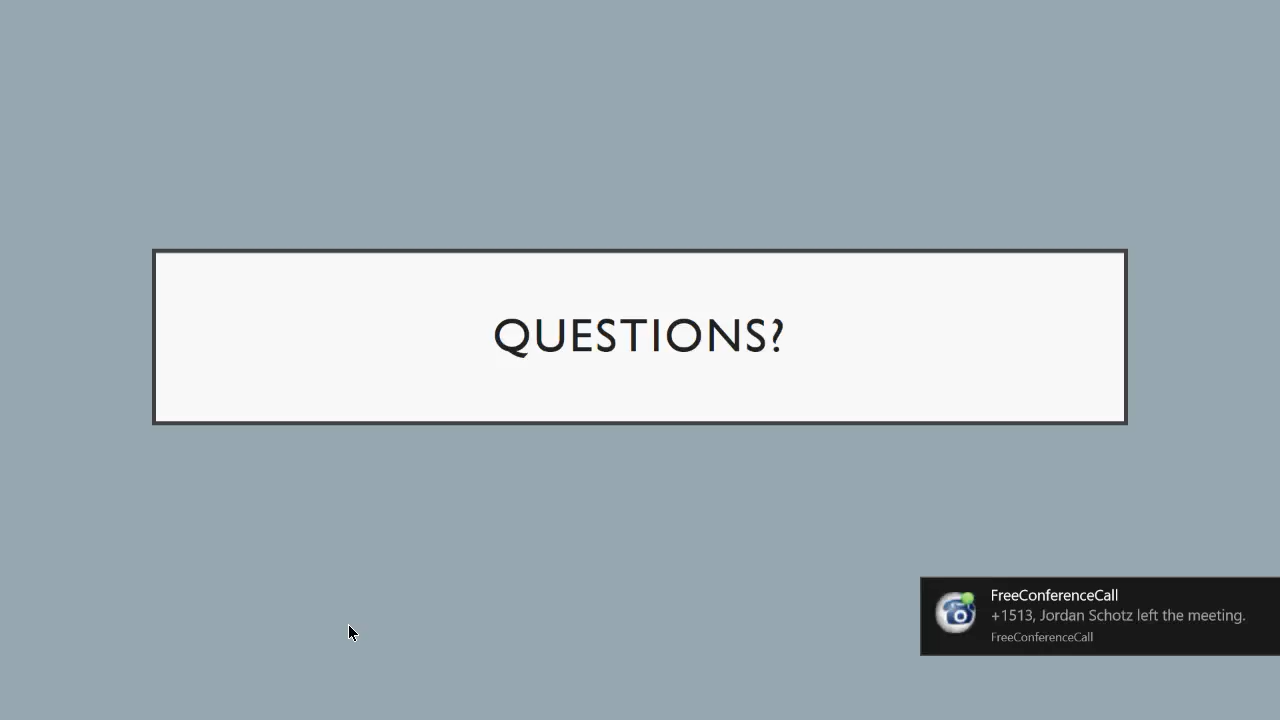 QUESTIONS?
FreeConferenceCall
+1513, Jordan Schotz left the meeting.
FreeConferenceCall